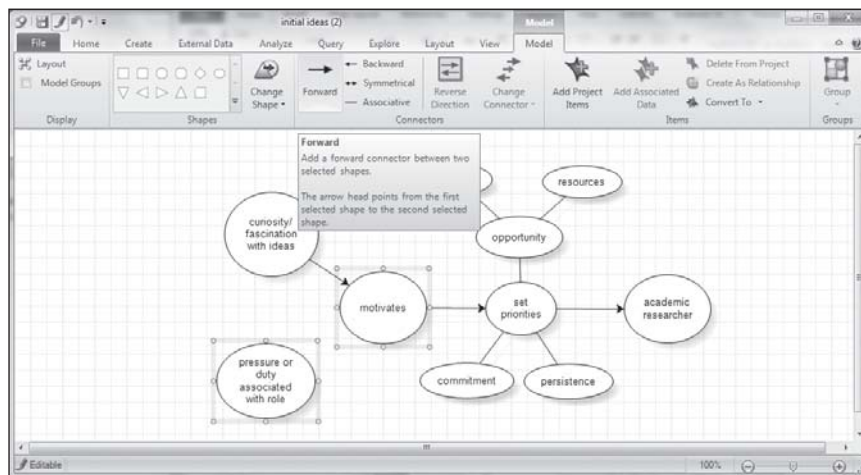 initial ideas (2)
Model
File Home Create External Data Analyze Query Explore Layout View Model
Layout
Model Groups
Display
Shapes
Change Shape
Forward
Backward
Symmetrical
Associative
Reverse Direction
Change Connector
Connectors
Add Project Items
Add Associated Data
Delete From Project
Create As Relationship
Convert To
Items
Group
Groups
Forward
Add a forward connector between two
selected shapes.
The arrow head points from the first
selected shape to the second selected
shape.
resources
curiosity/
fascination
with ideas
opportunity
motivates
set
priorities
academic
researcher
pressure or
duty
associated
with role
commitment
persistence
Editable
100%